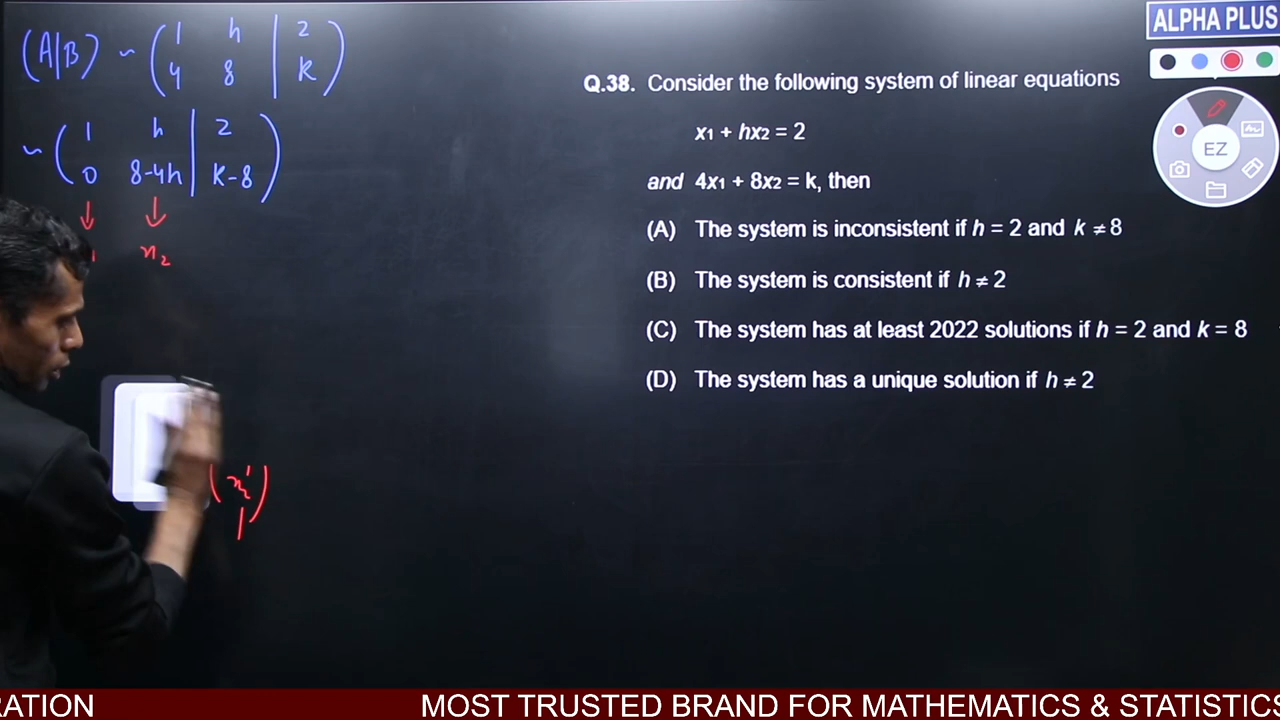 (A|B) ~ ( 1 h | 2
4 8 | k )
~ ( 1 h | 2
0 8-4h | k-8 )
↓ ↓
x2
ALPHA PLUS
EZ
Q.38. Consider the following system of linear equations
x1 + hx2 = 2
and 4x1 + 8x2 = k, then
(A) The system is inconsistent if h = 2 and k ≠ 8
(B) The system is consistent if h ≠ 2
(C) The system has at least 2022 solutions if h = 2 and k = 8
(D) The system has a unique solution if h ≠ 2
RATION MOST TRUSTED BRAND FOR MATHEMATICS & STATISTICS